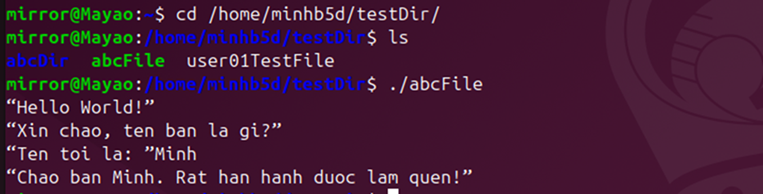 mirror@Mayao:~$ cd /home/minhb5d/testDir/
mirror@Mayao:/home/minhb5d/testDir$ ls
abcDir  abcFile  user01TestFile
mirror@Mayao:/home/minhb5d/testDir$ ./abcFile
“Hello World!”
“Xin chao, ten ban la gi?”
“Ten toi la: ”Minh
“Chao ban Minh. Rat han hanh duoc lam quen!”